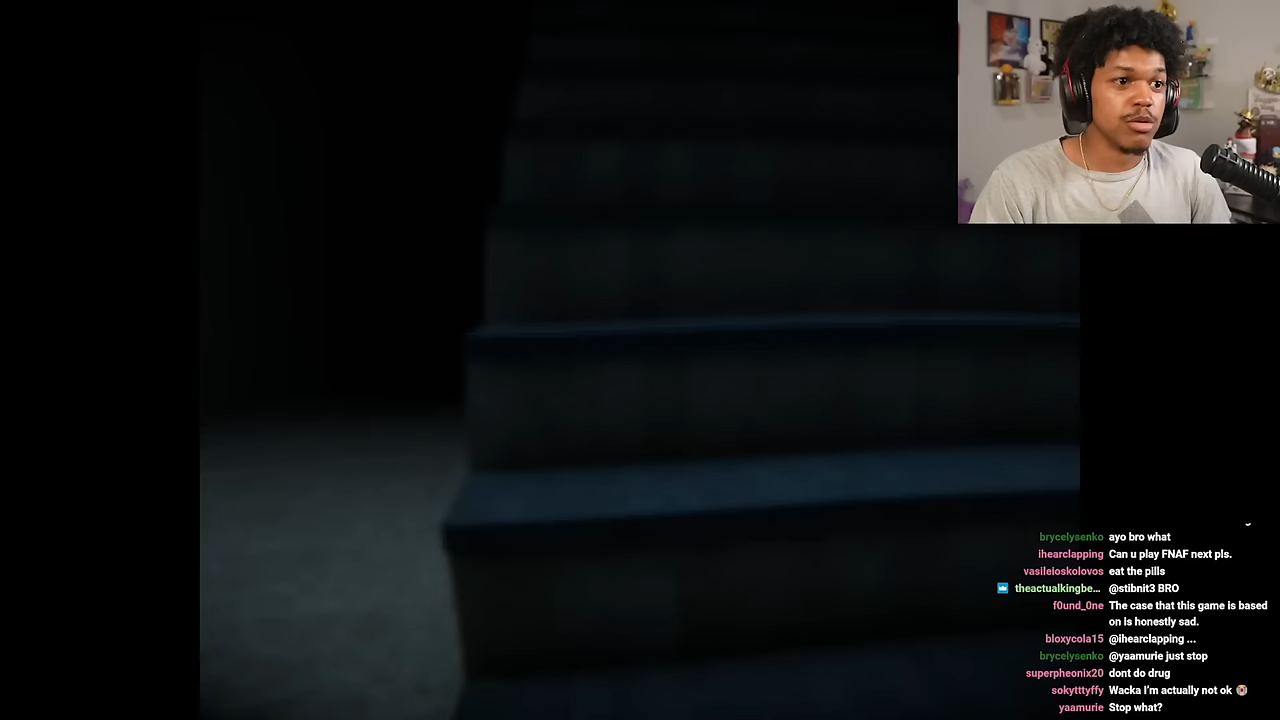 brycelysenko ayo bro what
ihearclapping Can u play FNAF next pls.
vasileioskolovos eat the pills
theactualkingbe... @stibnit3 BRO
f0und_0ne The case that this game is based
on is honestly sad.
bloxycola15 @ihearclapping ...
brycelysenko @yaamurie just stop
superpheonix20 dont do drug
sokytttyffy Wacka I'm actually not ok
yaamurie Stop what?